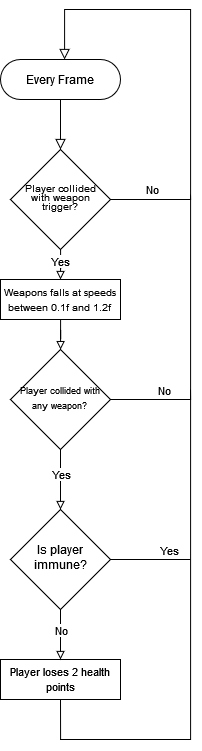 Every Frame
Player collided
with weapon
trigger?
No
Yes
Weapons falls at speeds
between 0.1f and 1.2f
Player collided with
any weapon?
No
Yes
Is player
immune?
Yes
No
Player loses 2 health
points